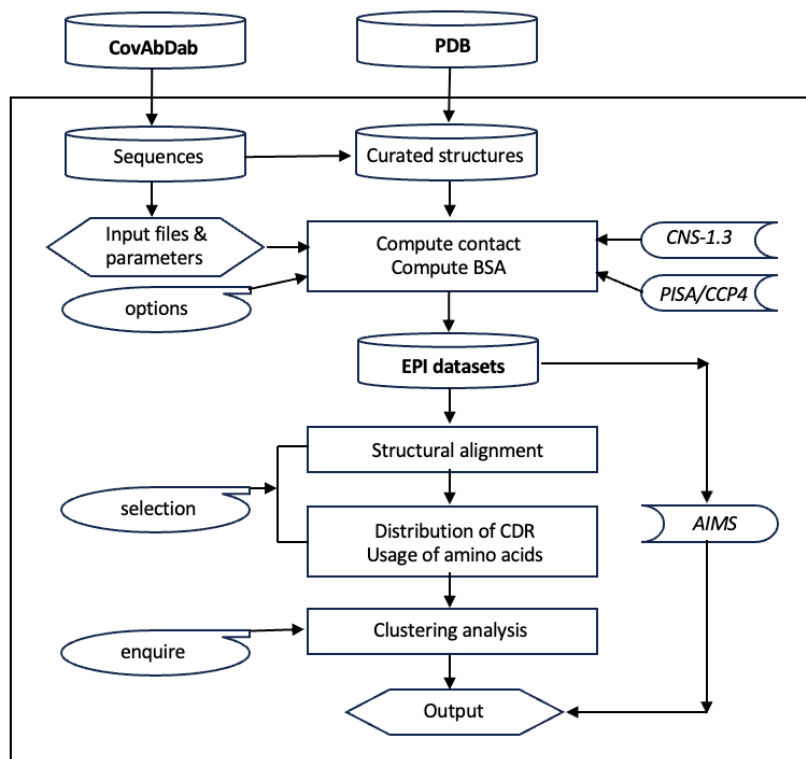 CovAbDab
PDB
Sequences
Curated structures
Input files &
parameters
Compute contact
Compute BSA
CNS-1.3
options
PISA/CCP4
EPI datasets
Structural alignment
selection
Distribution of CDR
Usage of amino acids
AIMS
Clustering analysis
enquire
Output